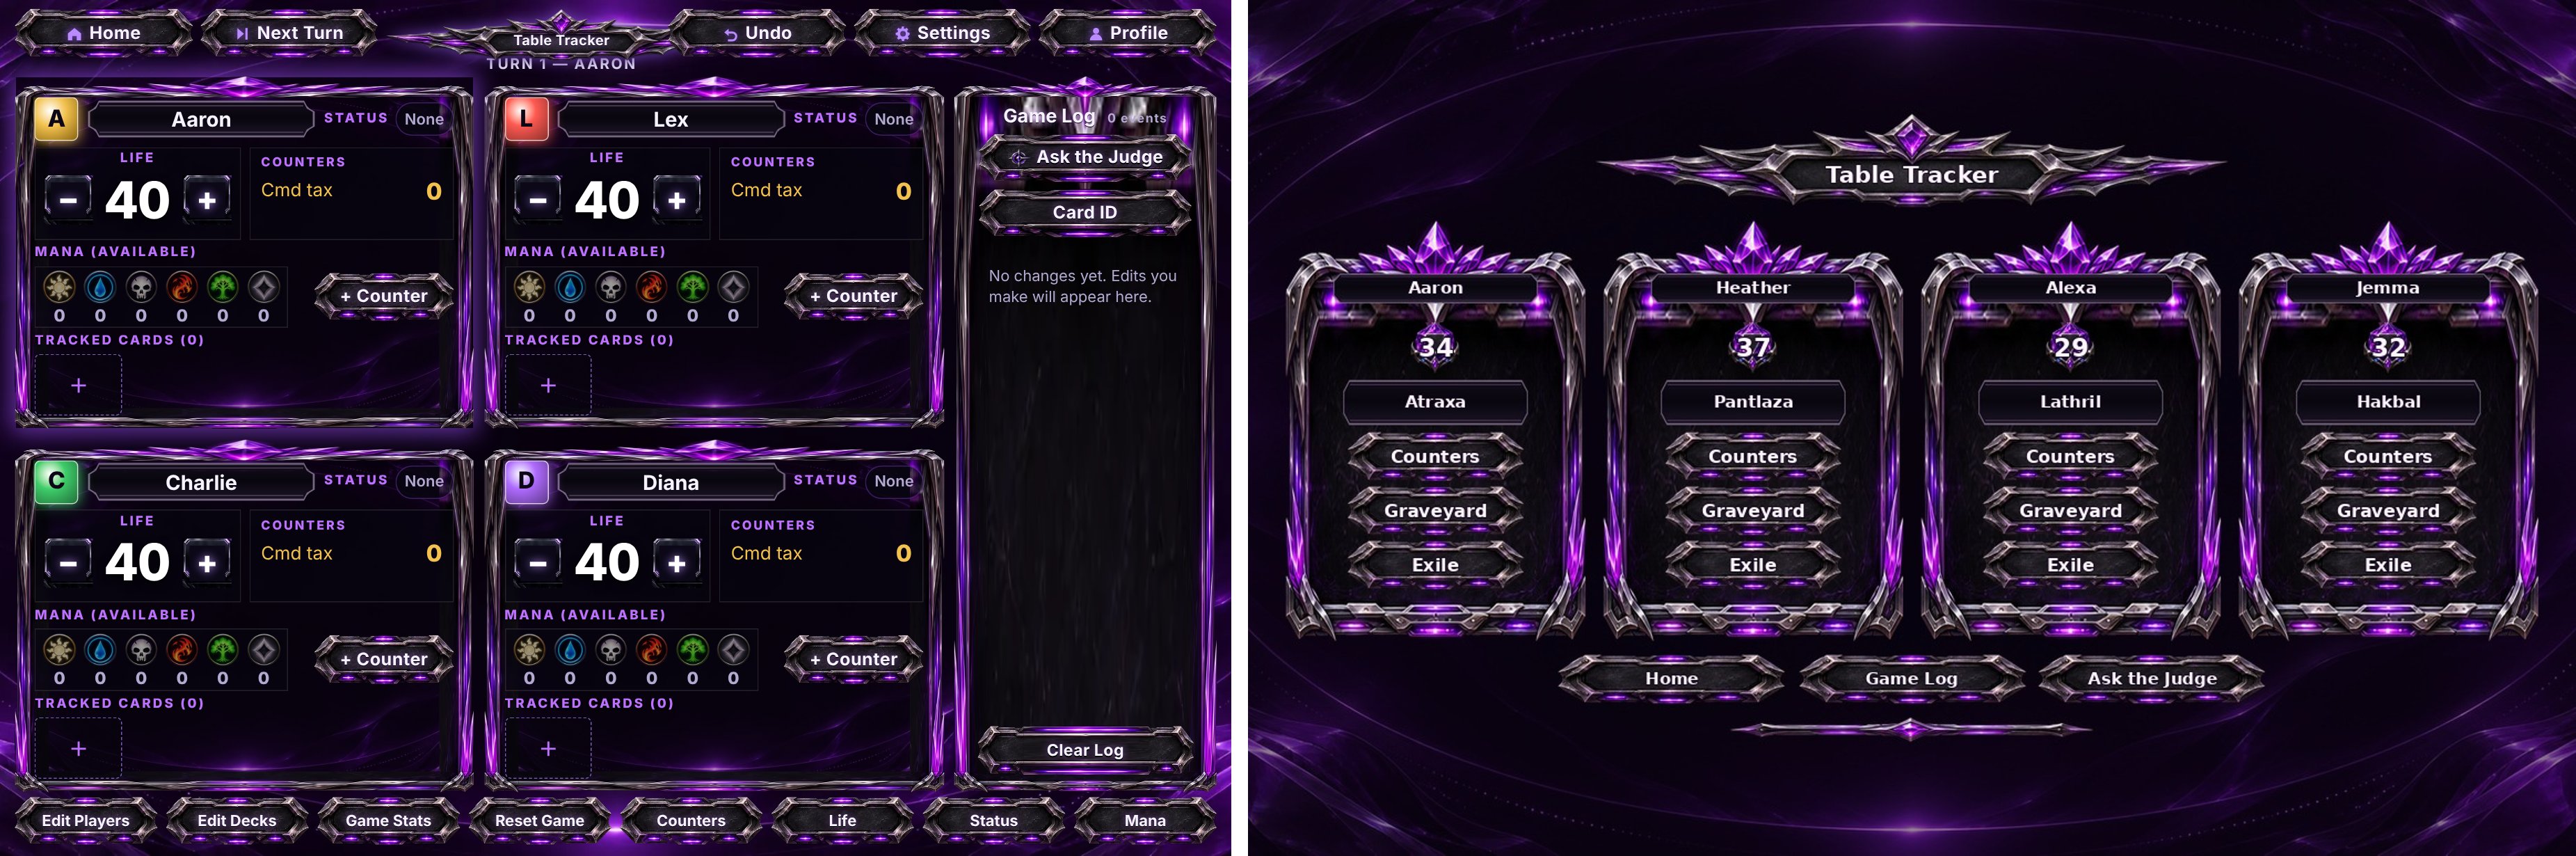 Home
Next Turn
Table Tracker
Undo
Settings
Profile
TURN 1 — AARON
A
Aaron
STATUS
None
LIFE
− 40 +
COUNTERS
Cmd tax 0
MANA (AVAILABLE)
0 0 0 0 0 0
+ Counter
TRACKED CARDS (0)
+
L
Lex
STATUS
None
LIFE
− 40 +
COUNTERS
Cmd tax 0
MANA (AVAILABLE)
0 0 0 0 0 0
+ Counter
TRACKED CARDS (0)
+
C
Charlie
STATUS
None
LIFE
− 40 +
COUNTERS
Cmd tax 0
MANA (AVAILABLE)
0 0 0 0 0 0
+ Counter
TRACKED CARDS (0)
+
D
Diana
STATUS
None
LIFE
− 40 +
COUNTERS
Cmd tax 0
MANA (AVAILABLE)
0 0 0 0 0 0
+ Counter
TRACKED CARDS (0)
+
Game Log 0 events
Ask the Judge
Card ID
No changes yet. Edits you
make will appear here.
Clear Log
Edit Players
Edit Decks
Game Stats
Reset Game
Counters
Life
Status
Mana
Table Tracker
Aaron
34
Atraxa
Counters
Graveyard
Exile
Heather
37
Pantlaza
Counters
Graveyard
Exile
Alexa
29
Lathril
Counters
Graveyard
Exile
Jemma
32
Hakbal
Counters
Graveyard
Exile
Home
Game Log
Ask the Judge